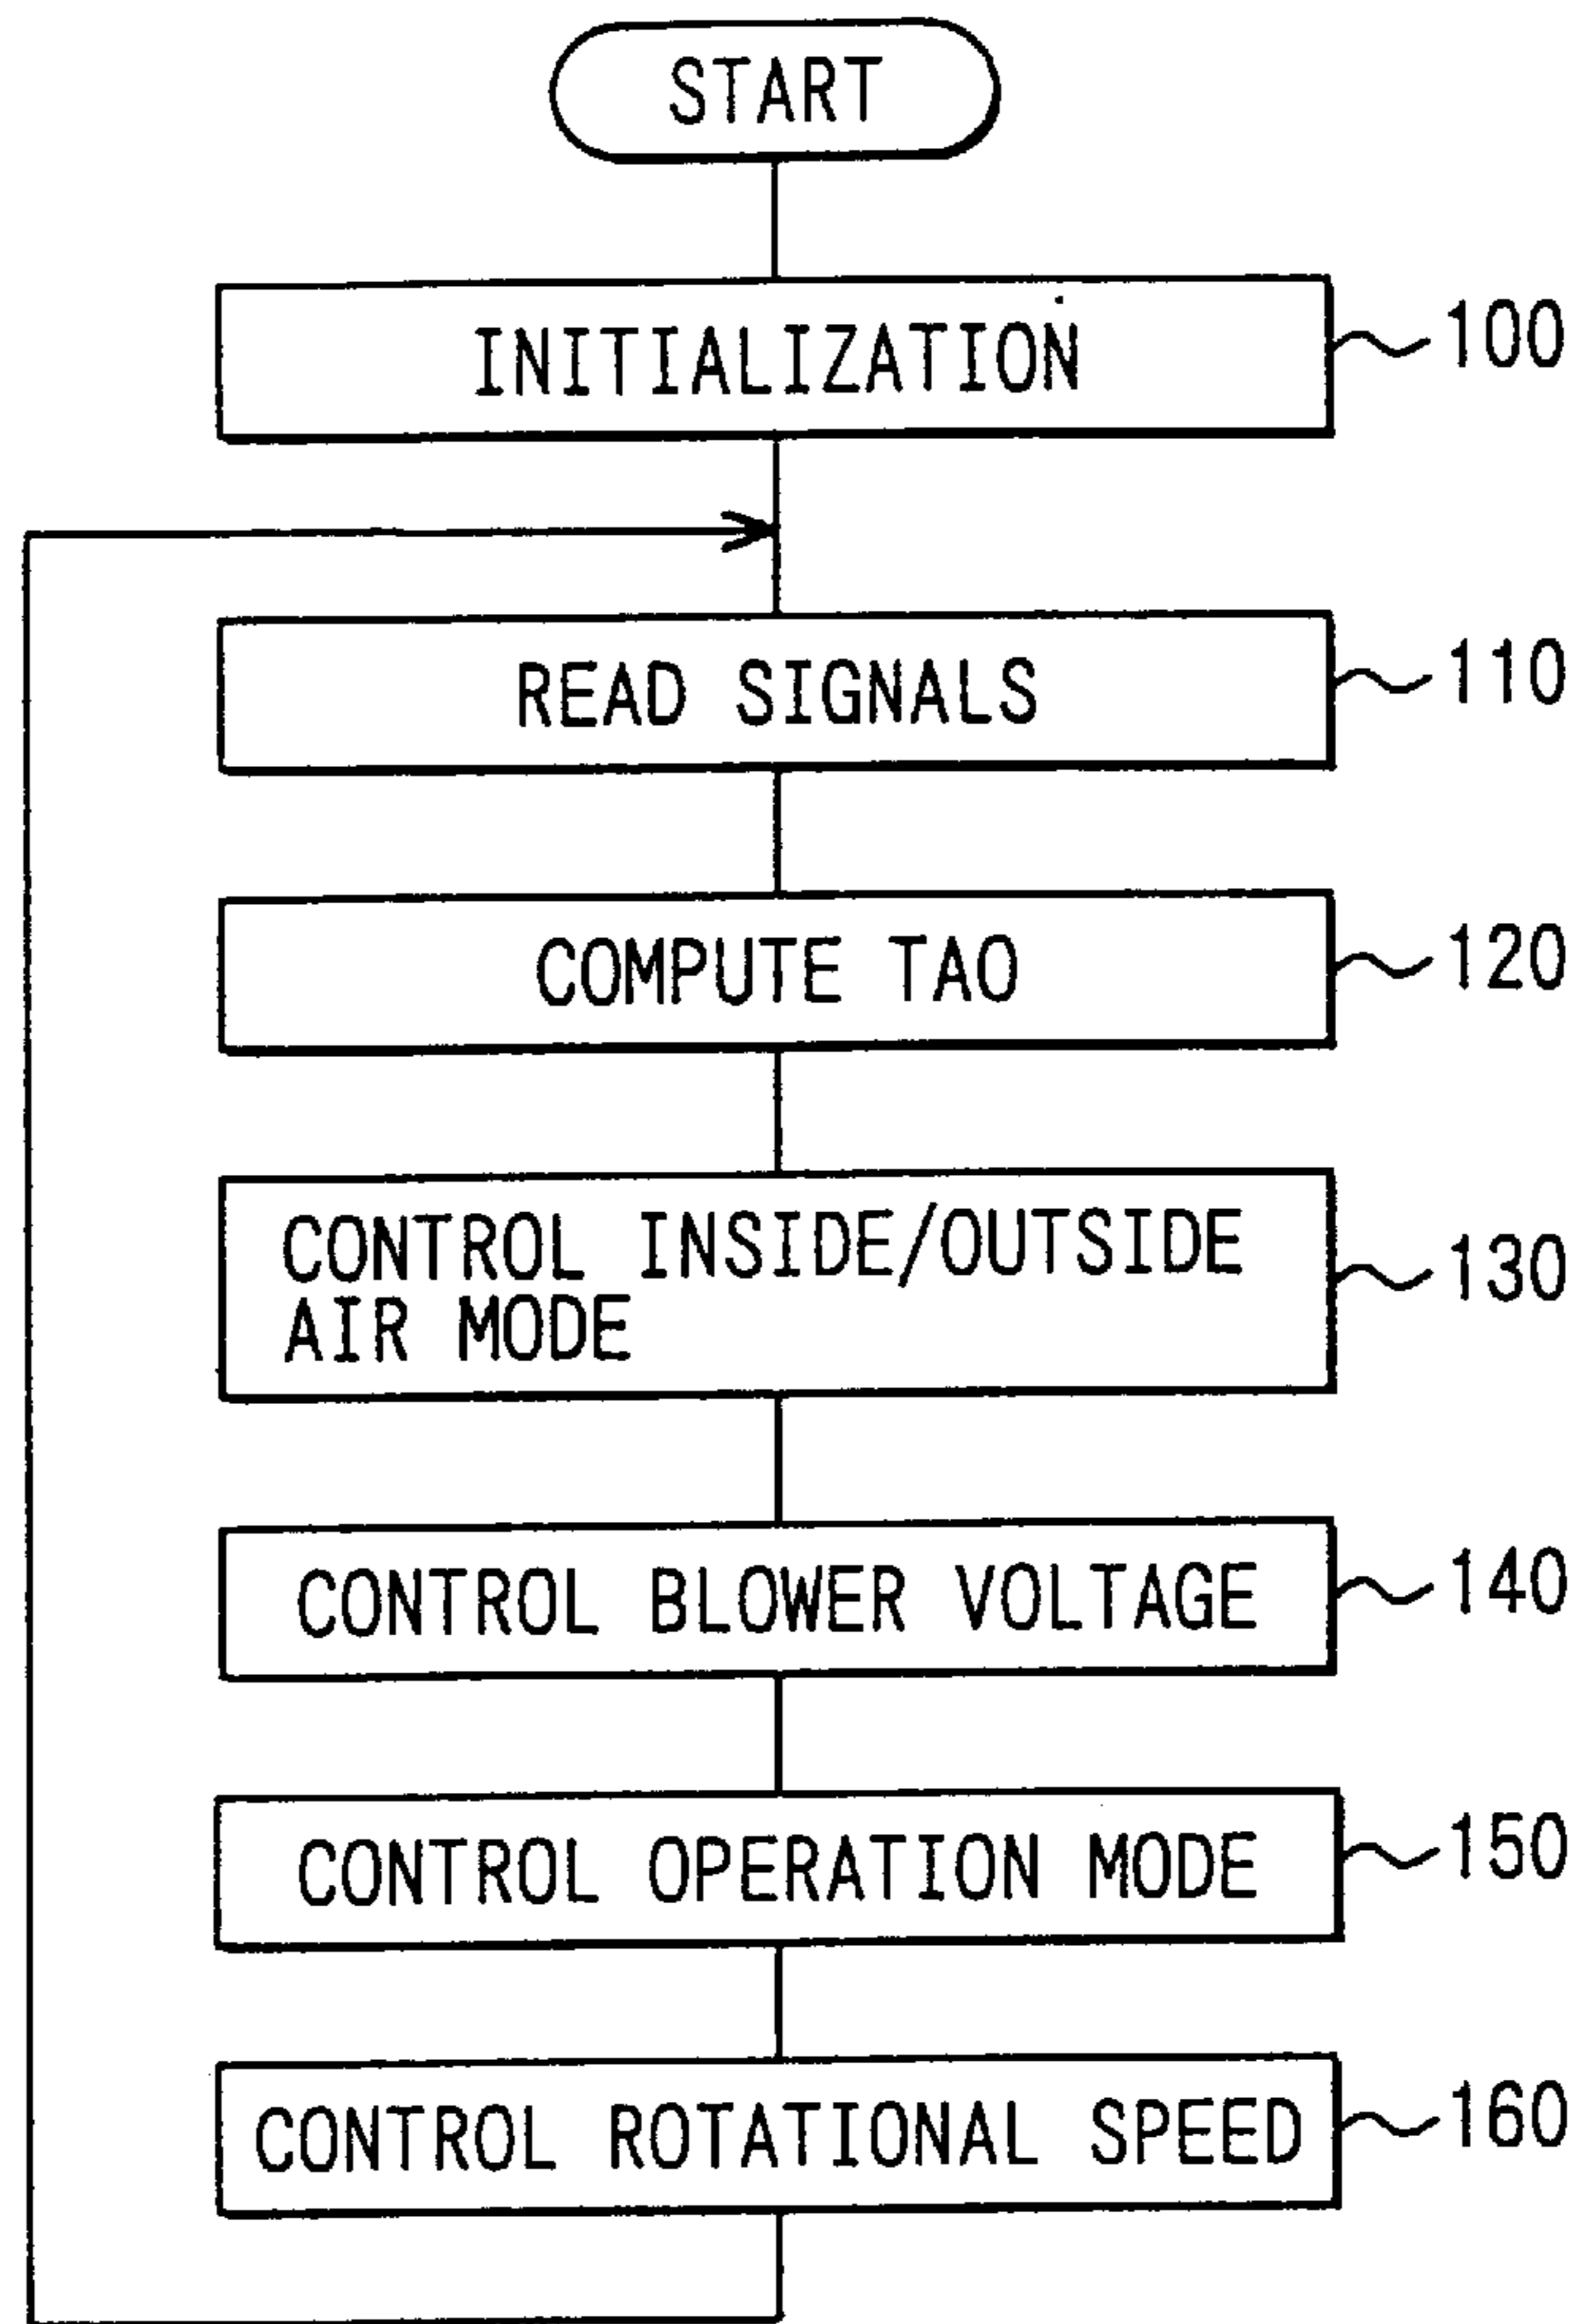 START
INITIALIZATION
100
READ SIGNALS
110
COMPUTE TAO
120
CONTROL INSIDE/OUTSIDE
AIR MODE
130
CONTROL BLOWER VOLTAGE
140
CONTROL OPERATION MODE
150
CONTROL ROTATIONAL SPEED
160